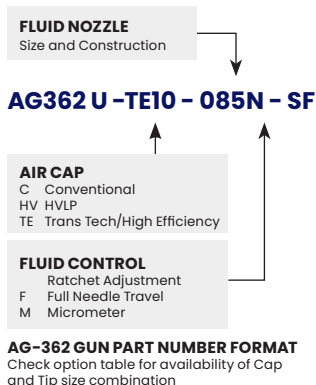 FLUID NOZZLE
Size and Construction
AG362 U -TE10 - 085N - SF
AIR CAP
C Conventional
HV HVLP
TE Trans Tech/High Efficiency
FLUID CONTROL
Ratchet Adjustment
F Full Needle Travel
M Micrometer
AG-362 GUN PART NUMBER FORMAT
Check option table for availability of Cap
and Tip size combination